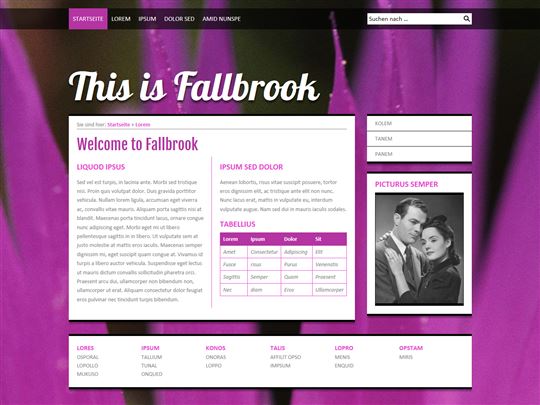 STARTSEITE LOREM IPSUM DOLOR SED AMID NUNSPE
Suchen nach ...
This is Fallbrook
Sie sind hier: Startseite » Lorem
Welcome to Fallbrook
LIQUOD IPSUS
Sed vel est turpis, in lacima ante. Morbi sed tristique
nisi. Proin quis volutpat dolor. Duis gravida porttitor
vehicula. Nullam lorem ligula, accumsan eget viverra
ac, convallis vitae mauris. Aliquam porta sagittis nisi at
blandit. Maecenas porta tincidunt lacus, ornare congue
nunc adipiscing eget. Morbi eget mi ut libero
pellentesque sagittis in in libero. Ut vulputate sem at
justo molestie at mattis eros iaculis. Maecenas semper
dignissim mi, eget suscipit quam congue at. Vivamus id
turpis a libero auctor vehicula. Suspendisse eget lectus
ut mauris dictum convallis sollicitudin pharetra orci.
Praesent arcu dui, ullamcorper non bibendum non,
ullamcorper ut erat. Aliquam consectetur dolor feugiat
eros pulvinar nec tincidunt turpis bibendum.
IPSUM SED DOLOR
Aenean lobortis, risus vitae suscipit posuere, tortor
eros dignissim elit, ac tristique ante elit non nunc.
Nunc lacus erat, mattis in vulputate eu, interdum
vulputate augue. Nam sed dui in mauris iaculis sodales.
TABELLIUS
Lorem Ipsum Dolor Sit
Amet Consectetur Adipiscing Elit
Fusce risus Purus Venenatis
Sagittis Semper Quam Praesent
Nec diam Eros Ullamcorper
KOLEM
TANEM
PANEM
PICTURUS SEMPER
LORES IPSUM KONOS TALIS LOPRO OPSTAM
OSPORAL TALLIUM ONORAS AFFILIT OPSO MENIS MIRIS
LOPOLLO TUNAL LOPPO IMPSUM ENQUID
MUKUSO ONQUED